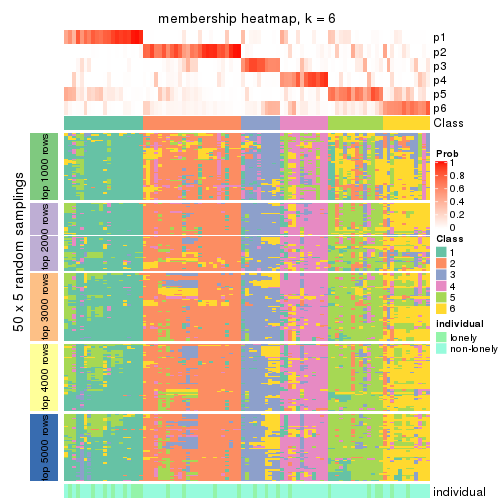 membership heatmap, k = 6
p1
p2
p3
p4
p5
p6
Class
50 x 5 random samplings
top 1000 rows
top 2000 rows
top 3000 rows
top 4000 rows
top 5000 rows
individual
Prob
1
0.8
0.6
0.4
0.2
0
Class
1
2
3
4
5
6
Individual
lonely
non-lonely